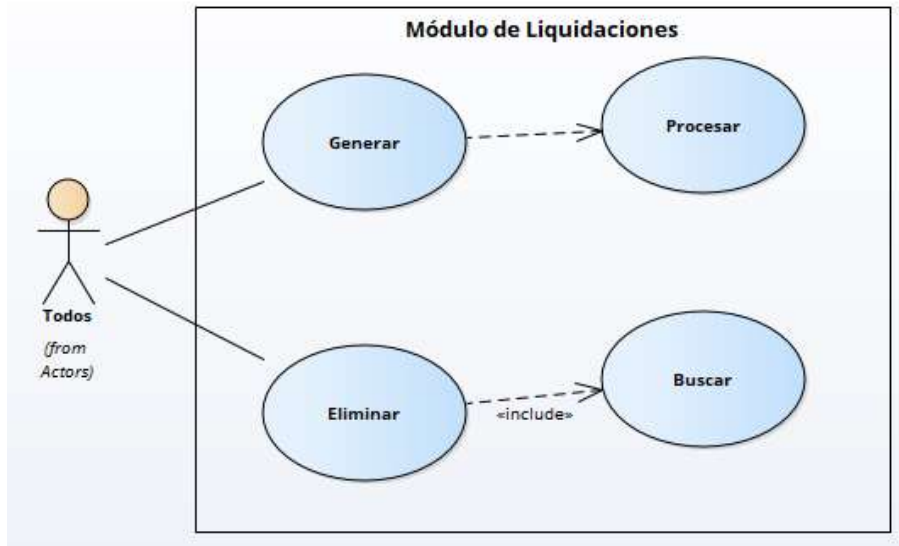 Módulo de Liquidaciones
Generar
Procesar
Todos
(from
Actors)
Eliminar
«include»
Buscar